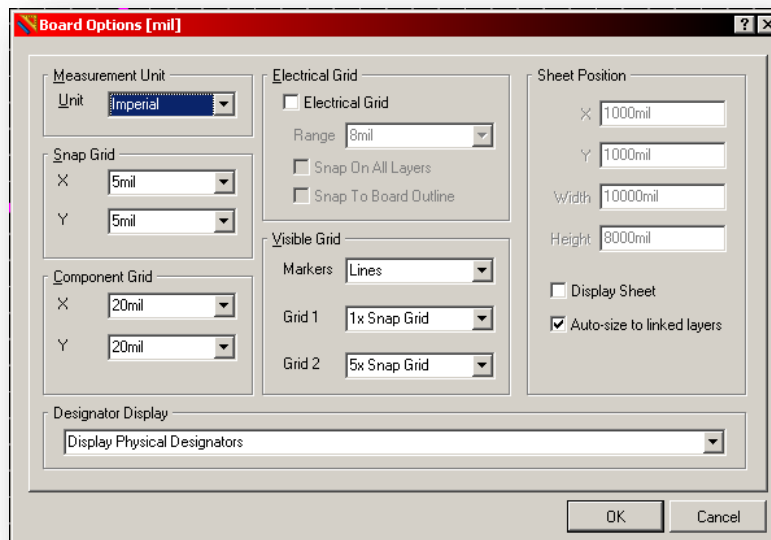 Board Options [mil]
Measurement Unit
Unit
Imperial
Snap Grid
X
5mil
Y
5mil
Component Grid
X
20mil
Y
20mil
Electrical Grid
Electrical Grid
Range
8mil
Snap On All Layers
Snap To Board Outline
Visible Grid
Markers
Lines
Grid 1
1x Snap Grid
Grid 2
5x Snap Grid
Sheet Position
X
1000mil
Y
1000mil
Width
10000mil
Height
8000mil
Display Sheet
Auto-size to linked layers
Designator Display
Display Physical Designators
OK
Cancel